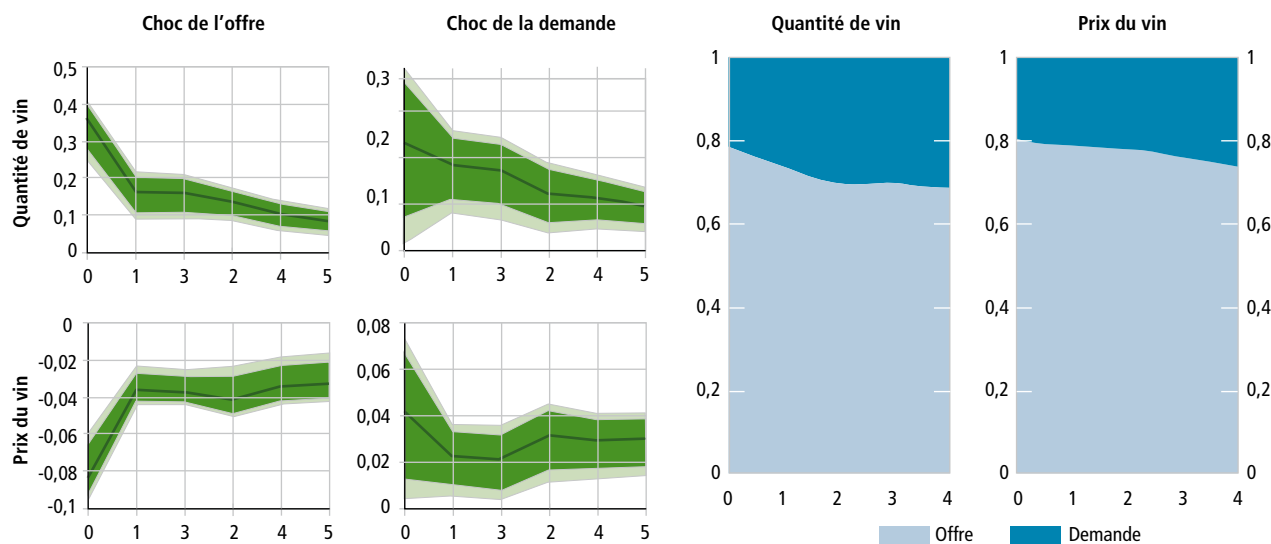 Choc de l'offre
Choc de la demande
Quantité de vin
Prix du vin
Quantité de vin
0,5
0,4
0,3
0,2
0,1
0
0 1 3 2 4 5
0,3
0,2
0,1
0
0 1 3 2 4 5
Prix du vin
0
-0,02
-0,04
-0,06
-0,08
-0,1
0 1 3 2 4 5
0,08
0,06
0,04
0,02
0
0 1 3 2 4 5
1
0,8
0,6
0,4
0,2
0
0 1 2 3 4
1 1
0,8 0,8
0,6 0,6
0,4 0,4
0,2 0,2
0 0
0 1 2 3 4
Offre
Demande